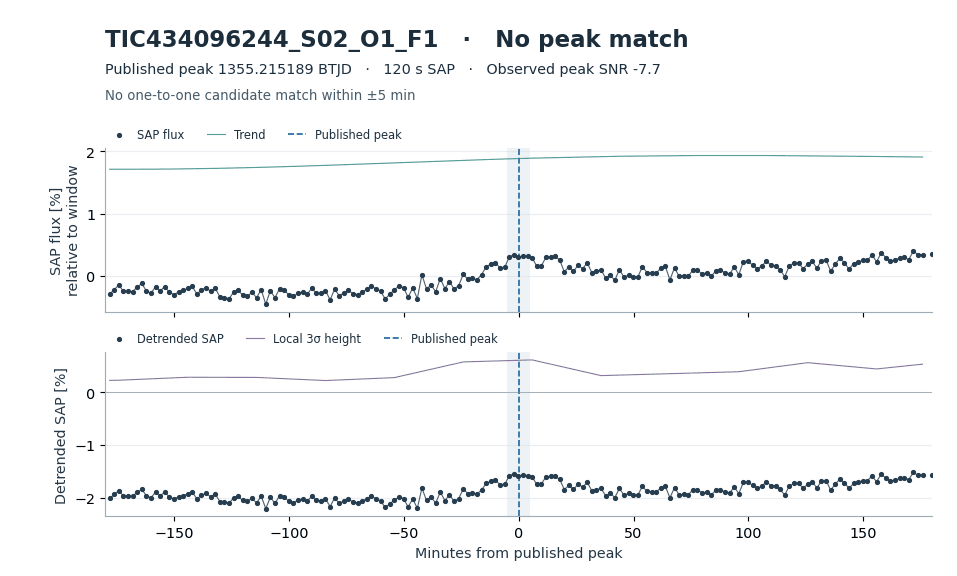 TIC434096244_S02_O1_F1 · No peak match
Published peak 1355.215189 BTJD · 120 s SAP · Observed peak SNR -7.7
No one-to-one candidate match within ±5 min
SAP flux Trend Published peak
SAP flux [%]
relative to window
2
1
0
Detrended SAP Local 3σ height Published peak
Detrended SAP [%]
0
−1
−2
−150 −100 −50 0 50 100 150
Minutes from published peak